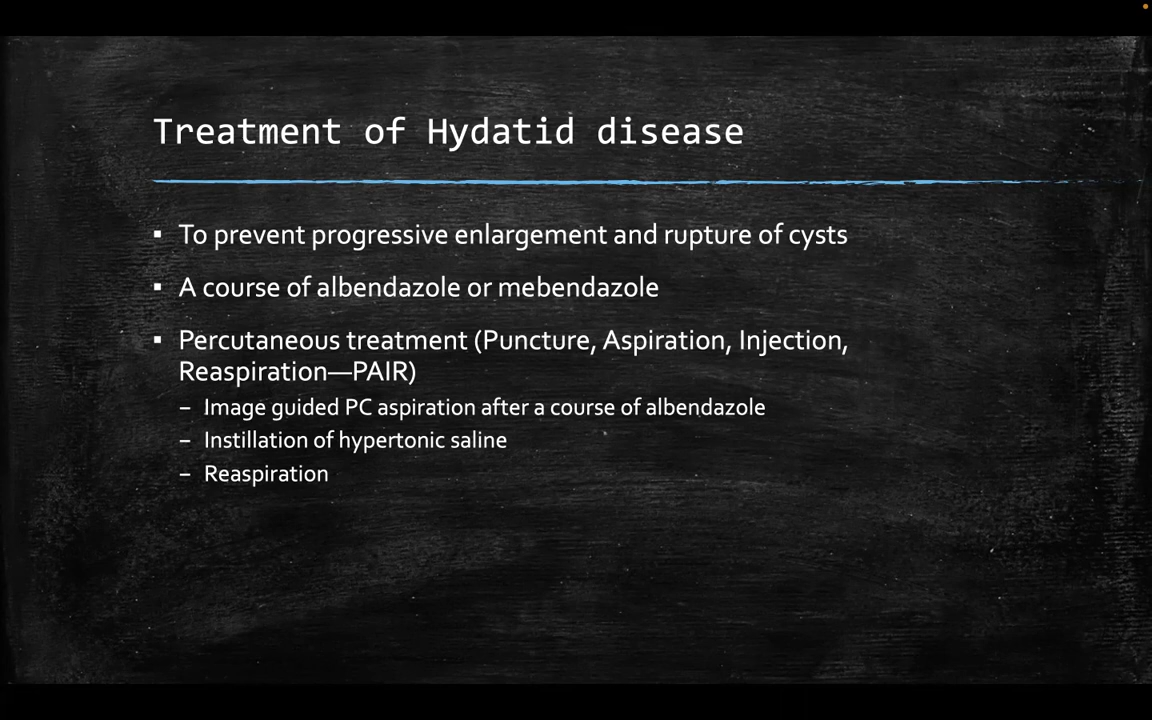 Treatment of Hydatid disease
▪ To prevent progressive enlargement and rupture of cysts
▪ A course of albendazole or mebendazole
▪ Percutaneous treatment (Puncture, Aspiration, Injection,
Reaspiration—PAIR)
– Image guided PC aspiration after a course of albendazole
– Instillation of hypertonic saline
– Reaspiration